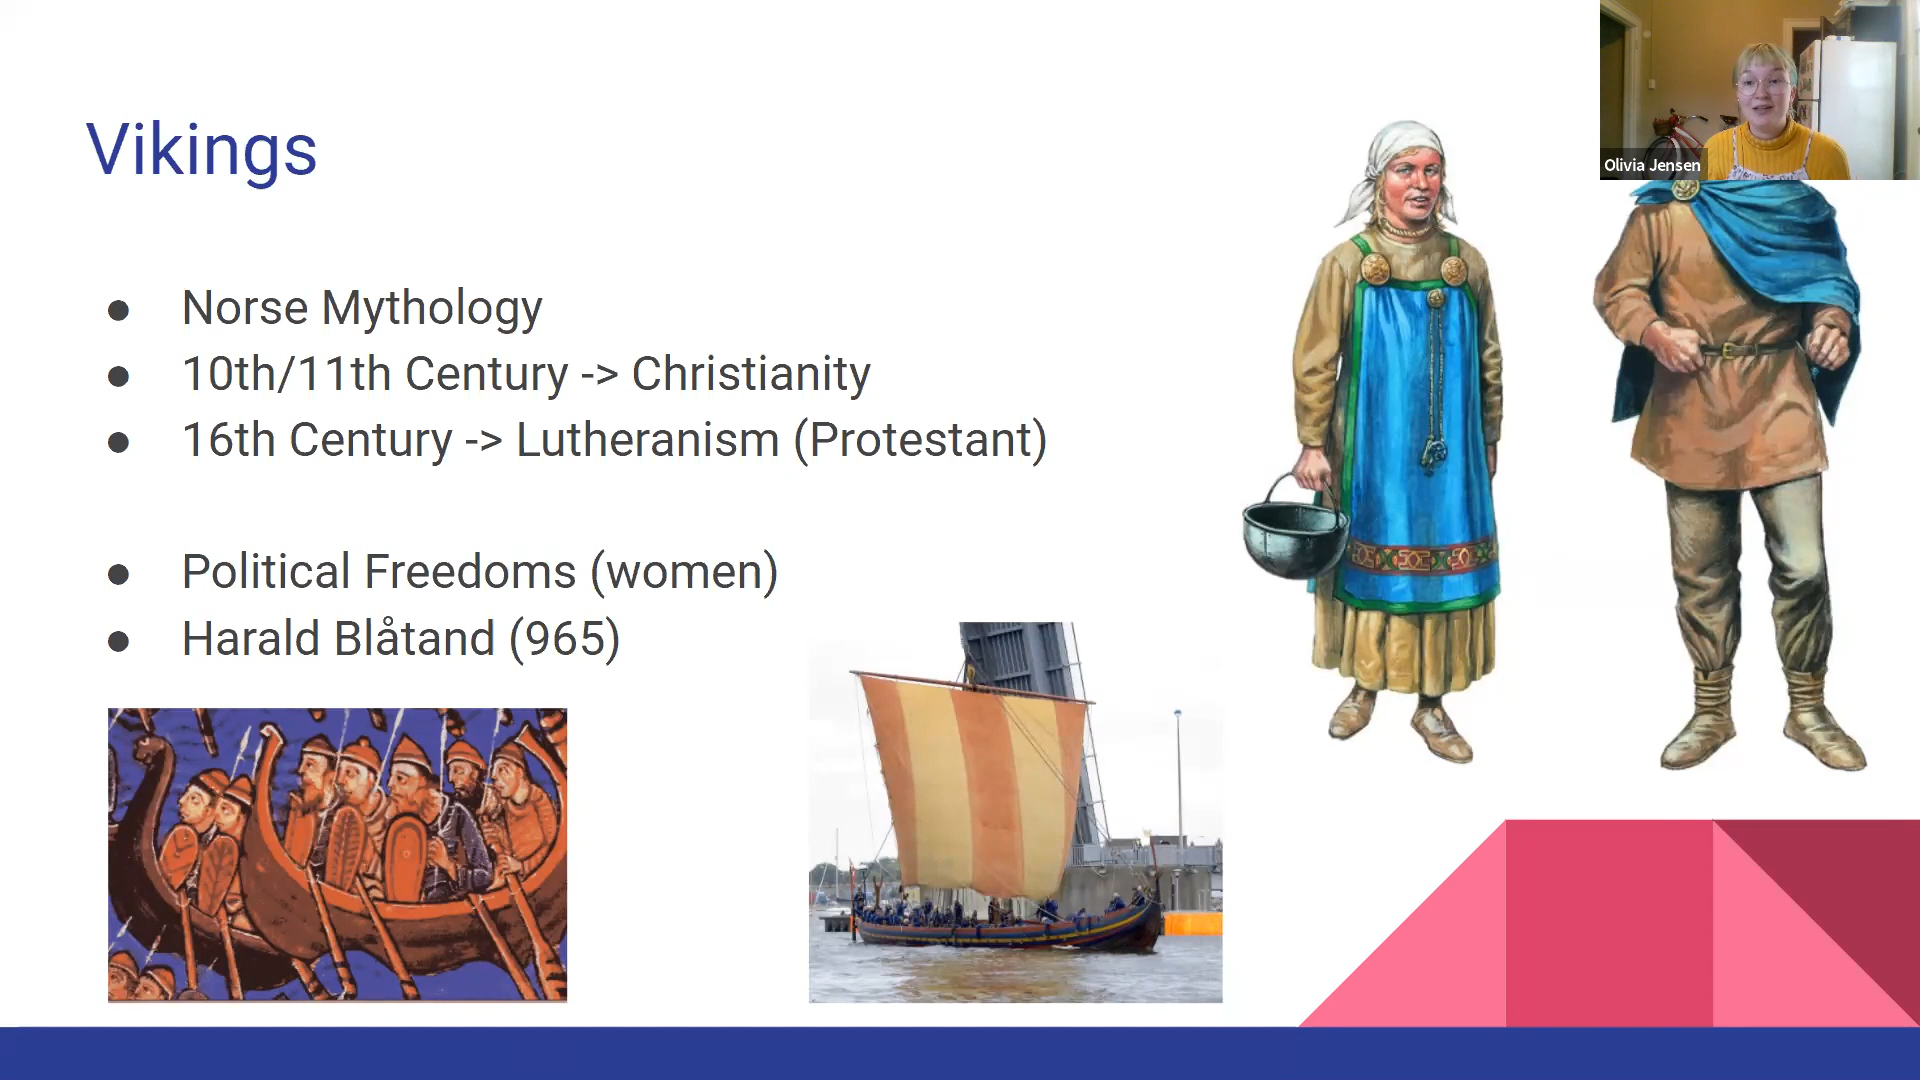 Vikings
Olivia Jensen
● Norse Mythology
● 10th/11th Century -> Christianity
● 16th Century -> Lutheranism (Protestant)
● Political Freedoms (women)
● Harald Blåtand (965)